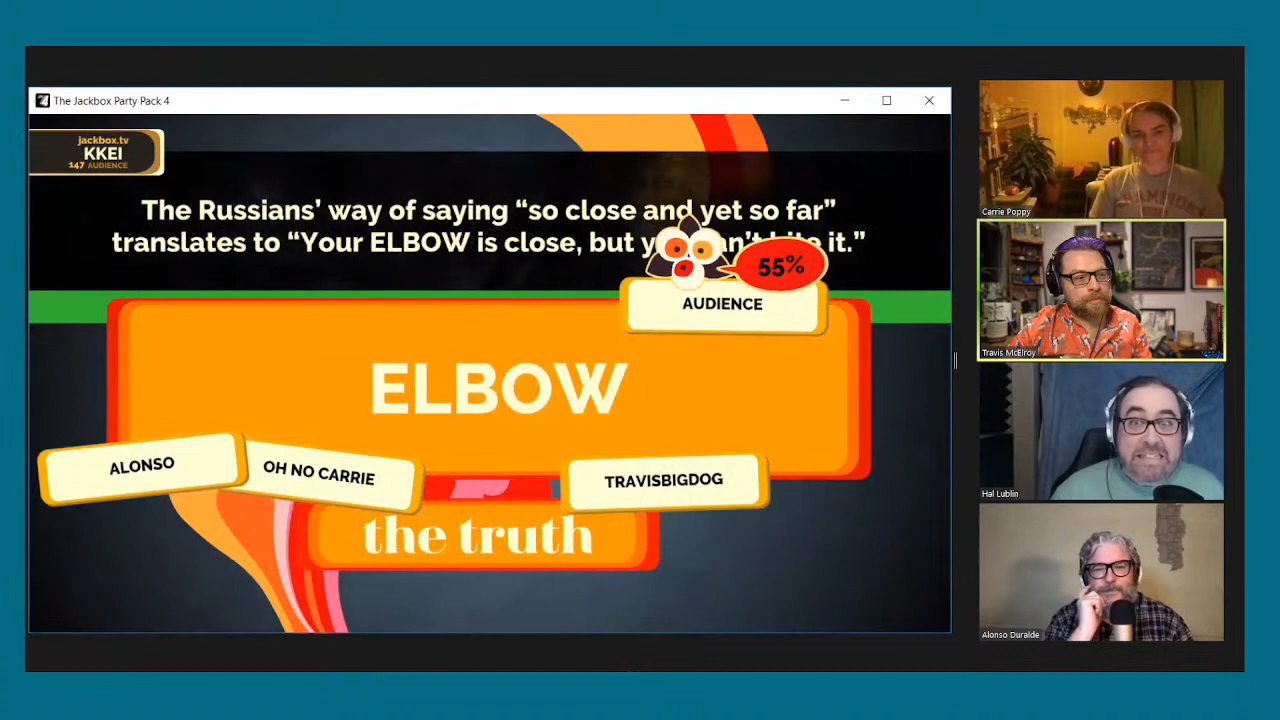 The Jackbox Party Pack 4
jackbox.tv
KKEI
147 AUDIENCE
The Russians’ way of saying “so close and yet so far”
translates to “Your ELBOW is close, but it.”
55%
AUDIENCE
ELBOW
ALONSO
OH NO CARRIE
TRAVISBIGDOG
the truth
Carrie Poppy
Travis McElroy
Hal Lublin
Alonso Duralde